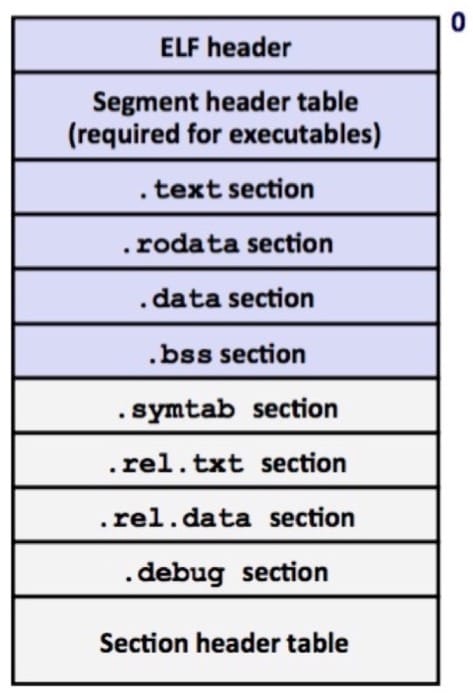 0
ELF header
Segment header table
(required for executables)
.text section
.rodata section
.data section
.bss section
.symtab section
.rel.txt section
.rel.data section
.debug section
Section header table